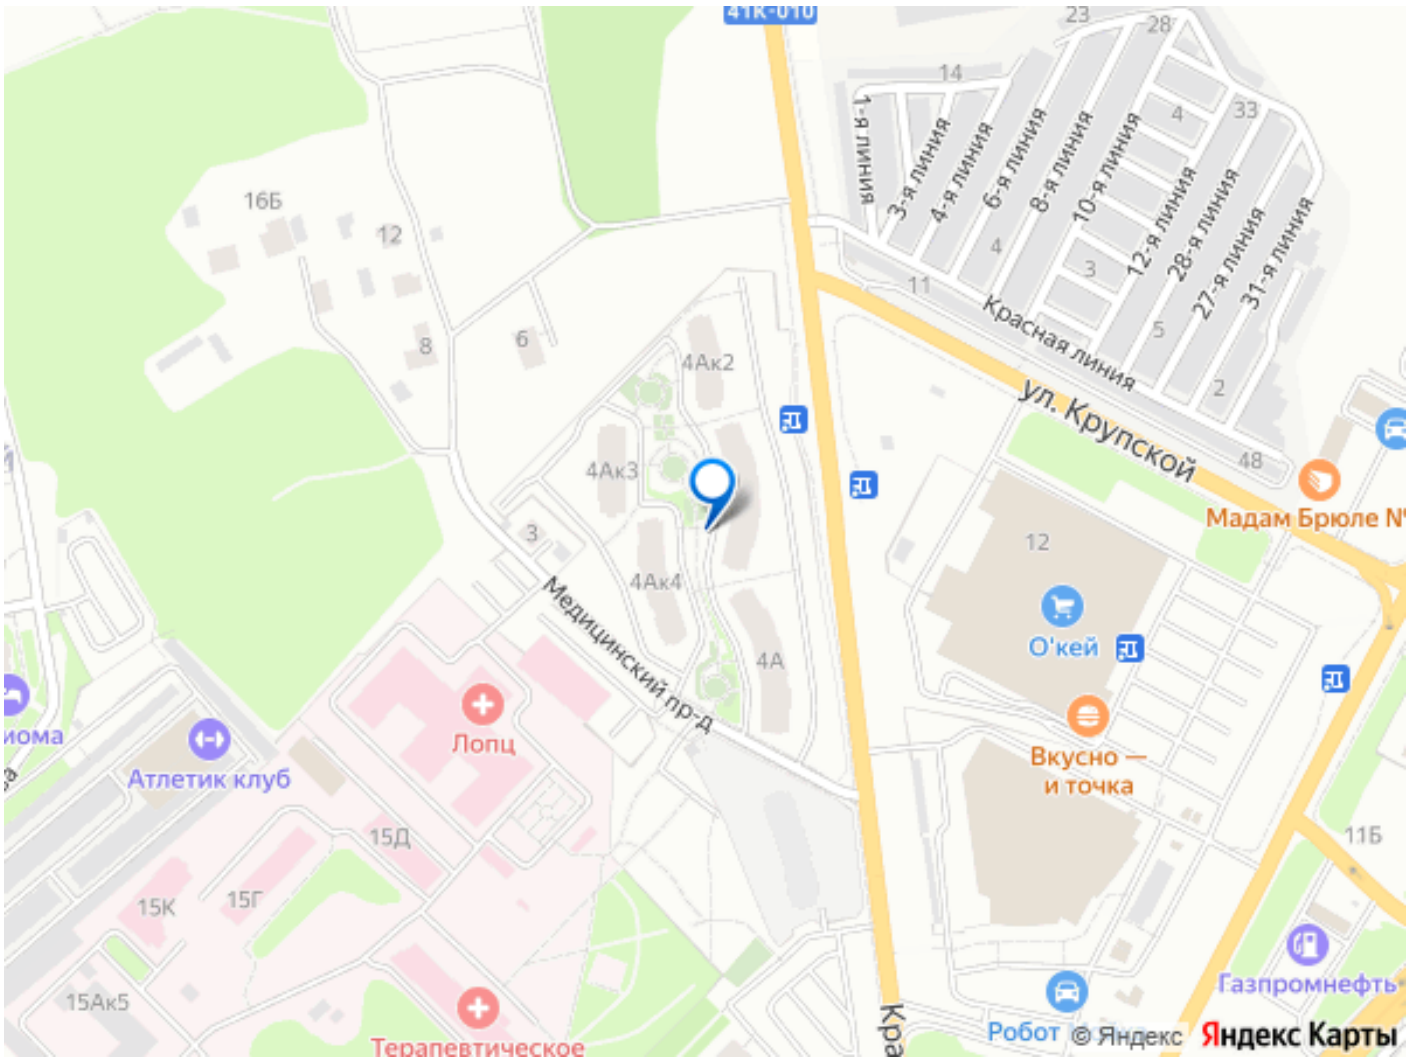 41К-010
23
28
14
1-я линия
3-я линия
4-я линия
6-я линия
8-я линия
10-я линия
12-я линия
28-я линия
27-я линия
31-я линия
4
33
16Б
12
4
3
11
Красная линия
5
2
8
6
4Ак2
ул. Крупской
4Ак3
48
Мадам Брюле №
3
12
4Ак4
Медицинский пр-д
О'кей
4А
Лопц
иома
Атлетик клуб
Вкусно —
и точка
15Д
11Б
15К
15Г
Газпромнефть
15Ак5
Кра
Робот
© Яндекс
Яндекс Карты
Терапевтическое